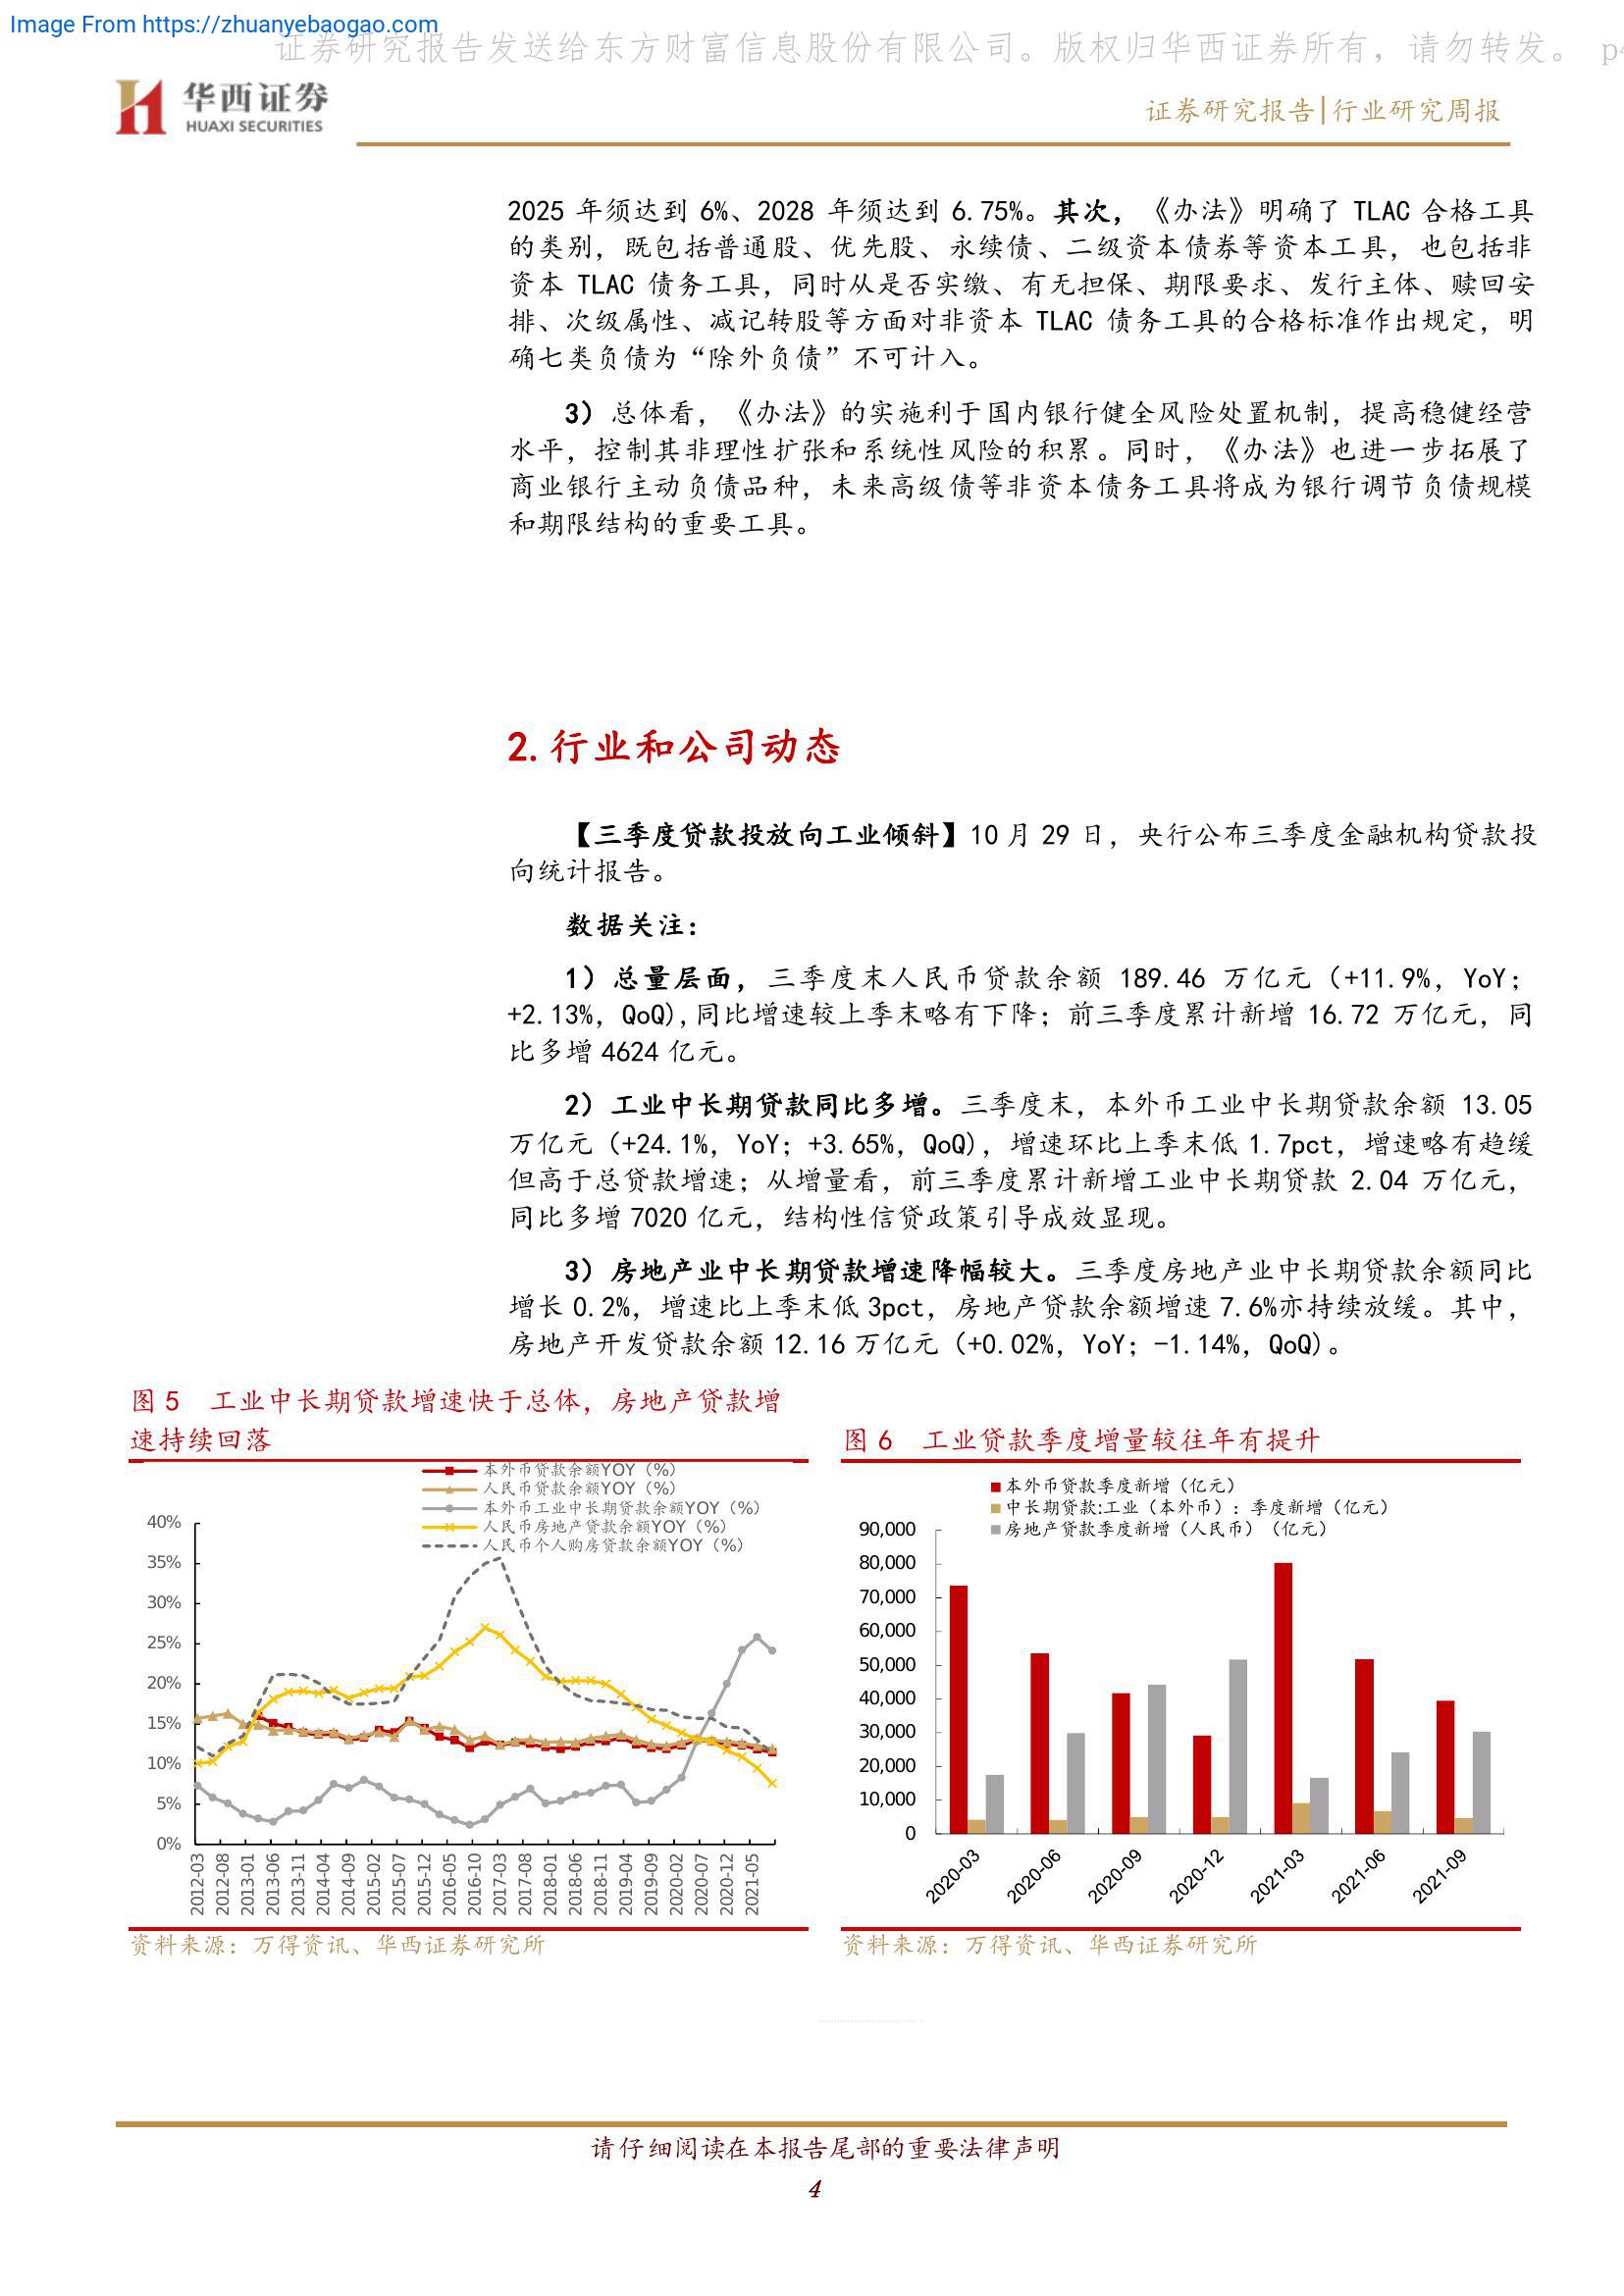 Image From https://zhuanyebaogao.com
证券研究报告发送给东方财富信息股份有限公司。版权归华西证券所有，请勿转发。 p4
华西证券
HUAXI SECURITIES
证券研究报告|行业研究周报
2025 年须达到 6%、2028 年须达到 6.75%。其次，《办法》明确了 TLAC 合格工具
的类别，既包括普通股、优先股、永续债、二级资本债券等资本工具，也包括非
资本 TLAC 债务工具，同时从是否实缴、有无担保、期限要求、发行主体、赎回安
排、次级属性、减记转股等方面对非资本 TLAC 债务工具的合格标准作出规定，明
确七类负债为“除外负债”不可计入。
3）总体看，《办法》的实施利于国内银行健全风险处置机制，提高稳健经营
水平，控制其非理性扩张和系统性风险的积累。同时，《办法》也进一步拓展了
商业银行主动负债品种，未来高级债等非资本债务工具将成为银行调节负债规模
和期限结构的重要工具。
2.行业和公司动态
【三季度贷款投放向工业倾斜】10 月 29 日，央行公布三季度金融机构贷款投
向统计报告。
数据关注：
1）总量层面，三季度末人民币贷款余额 189.46 万亿元（+11.9%, YoY；
+2.13%, QoQ),同比增速较上季末略有下降；前三季度累计新增 16.72 万亿元，同
比多增 4624 亿元。
2）工业中长期贷款同比多增。三季度末，本外币工业中长期贷款余额 13.05
万亿元（+24.1%, YoY；+3.65%, QoQ)，增速环比上季末低 1.7pct，增速略有趋缓
但高于总贷款增速；从增量看，前三季度累计新增工业中长期贷款 2.04 万亿元，
同比多增 7020 亿元，结构性信贷政策引导成效显现。
3）房地产业中长期贷款增速降幅较大。三季度房地产业中长期贷款余额同比
增长 0.2%，增速比上季末低 3pct，房地产贷款余额增速 7.6%亦持续放缓。其中，
房地产开发贷款余额 12.16 万亿元（+0.02%, YoY；-1.14%, QoQ)。
图 5 工业中长期贷款增速快于总体，房地产贷款增
速持续回落
本外币贷款余额YOY（%）
人民币贷款余额YOY（%）
本外币工业中长期贷款余额YOY（%）
人民币房地产贷款余额YOY（%）
人民币个人购房贷款余额YOY（%）
40%
35%
30%
25%
20%
15%
10%
5%
0%
2012-03
2012-08
2013-01
2013-06
2013-11
2014-04
2014-09
2015-02
2015-07
2015-12
2016-05
2016-10
2017-03
2017-08
2018-01
2018-06
2018-11
2019-04
2019-09
2020-02
2020-07
2020-12
2021-05
资料来源：万得资讯、华西证券研究所
图 6 工业贷款季度增量较往年有提升
本外币贷款季度新增（亿元）
中长期贷款:工业（本外币）：季度新增（亿元）
房地产贷款季度新增（人民币）（亿元）
90,000
80,000
70,000
60,000
50,000
40,000
30,000
20,000
10,000
0
2020-03
2020-06
2020-09
2020-12
2021-03
2021-06
2021-09
资料来源：万得资讯、华西证券研究所
请仔细阅读在本报告尾部的重要法律声明
4